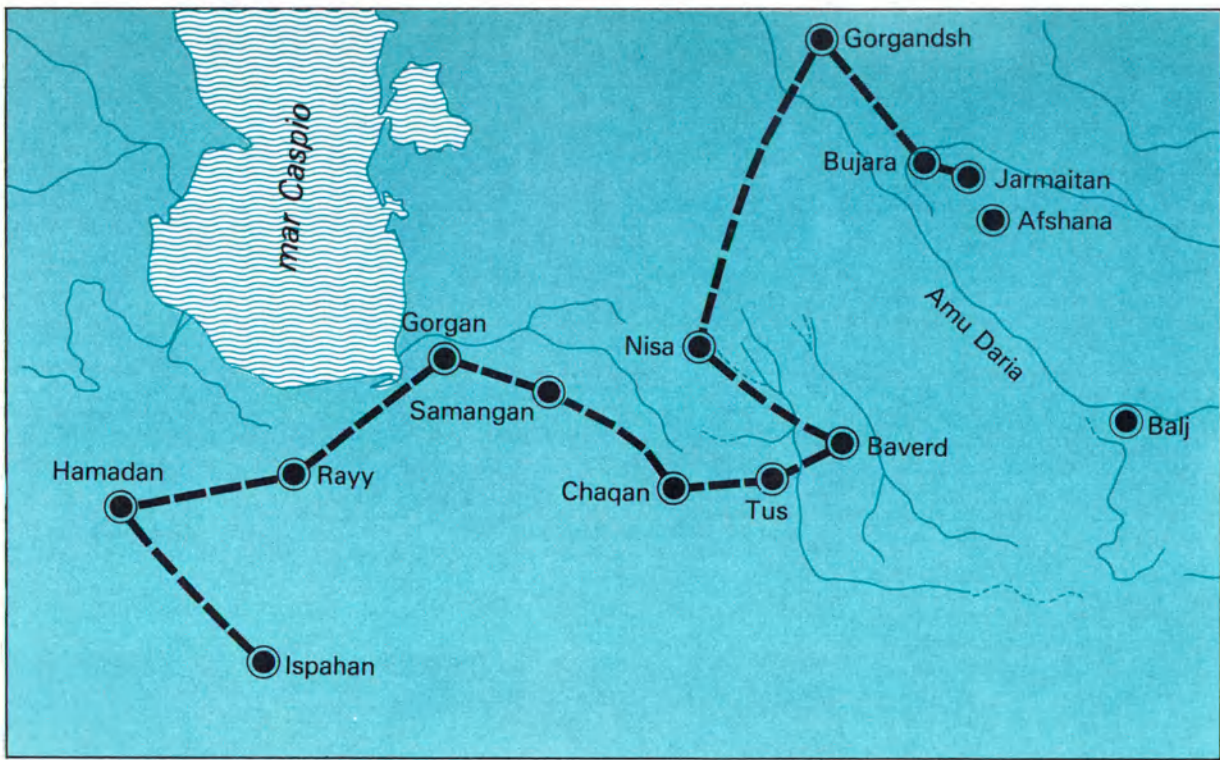 Gorgandsh
mar Caspio
Bujara
Jarmaitan
Afshana
Amu Daria
Gorgan
Nisa
Samangan
Balj
Baverd
Hamadan
Rayy
Chaqan
Tus
Ispahan